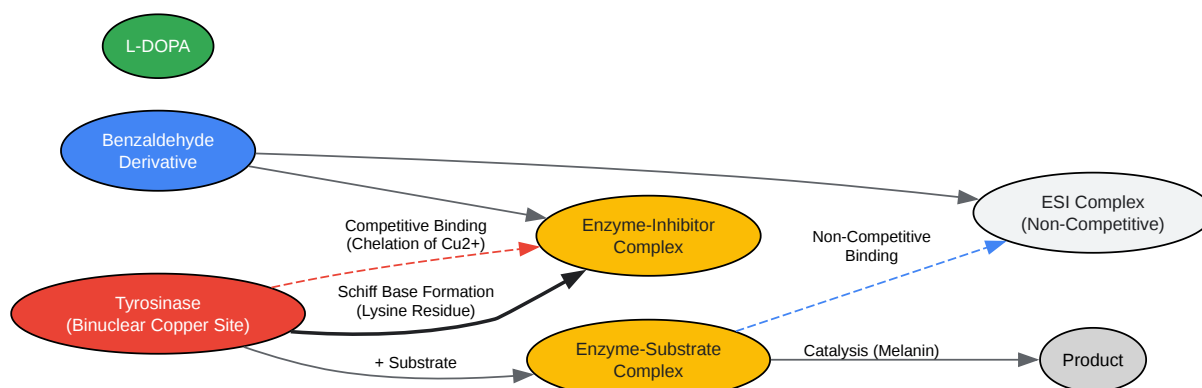 L-DOPA
Benzaldehyde
Derivative
ESI Complex
(Non-Competitive)
Competitive Binding
(Chelation of Cu2+)
Enzyme-Inhibitor
Complex
Non-Competitive
Binding
Schiff Base Formation
(Lysine Residue)
Tyrosinase
(Binuclear Copper Site)
+ Substrate
Enzyme-Substrate
Complex
Catalysis (Melanin)
Product